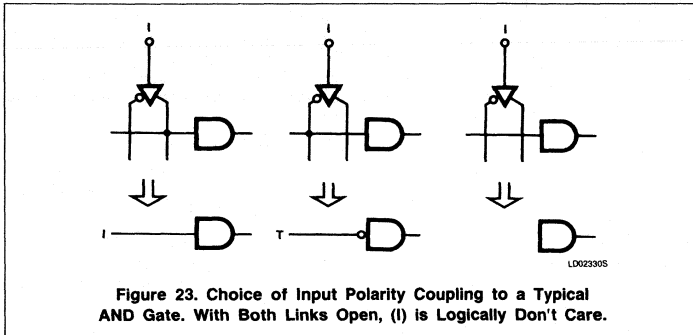 I I I
I T
LD02330S
Figure 23. Choice of Input Polarity Coupling to a Typical
AND Gate. With Both Links Open, (I) is Logically Don't Care.